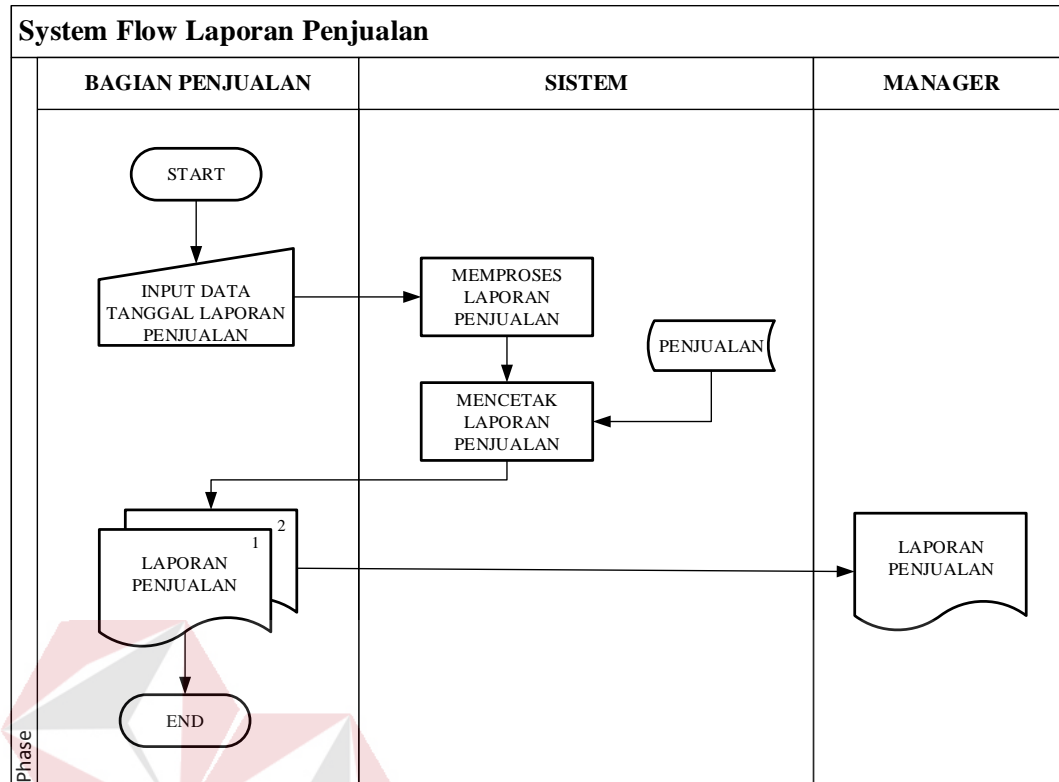 System Flow Laporan Penjualan
BAGIAN PENJUALAN
SISTEM
MANAGER
START
INPUT DATA
TANGGAL LAPORAN
PENJUALAN
MEMPROSES
LAPORAN
PENJUALAN
PENJUALAN
MENCETAK
LAPORAN
PENJUALAN
2
1
LAPORAN
PENJUALAN
LAPORAN
PENJUALAN
END
Phase